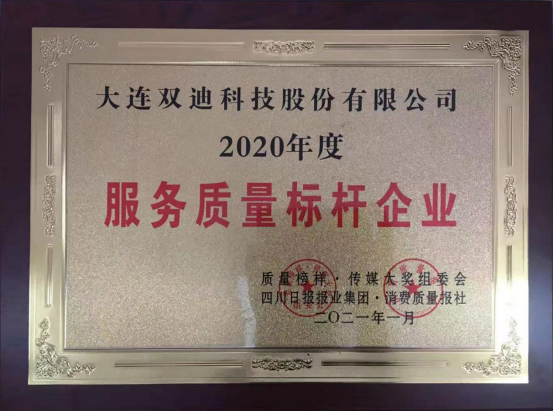 大连双迪科技股份有限公司
2020年度
服务质量标杆企业
质量榜样·传媒大奖组委会
四川日报报业集团·消费质量报社
二〇二一年一月